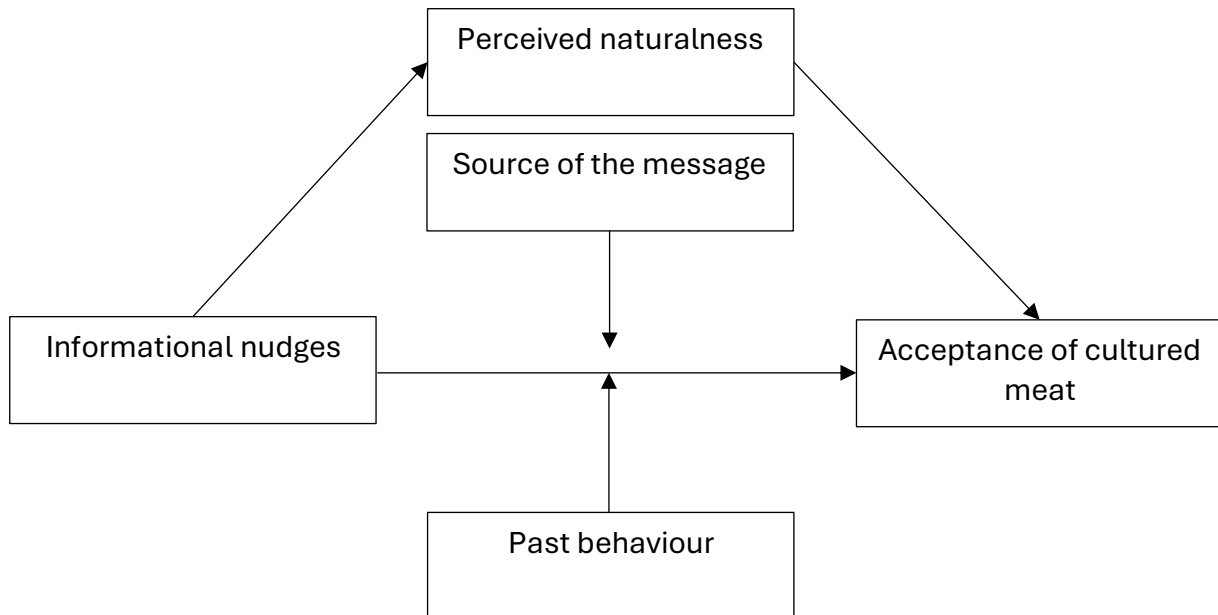 Perceived naturalness
Source of the message
Informational nudges
Acceptance of cultured
meat
Past behaviour